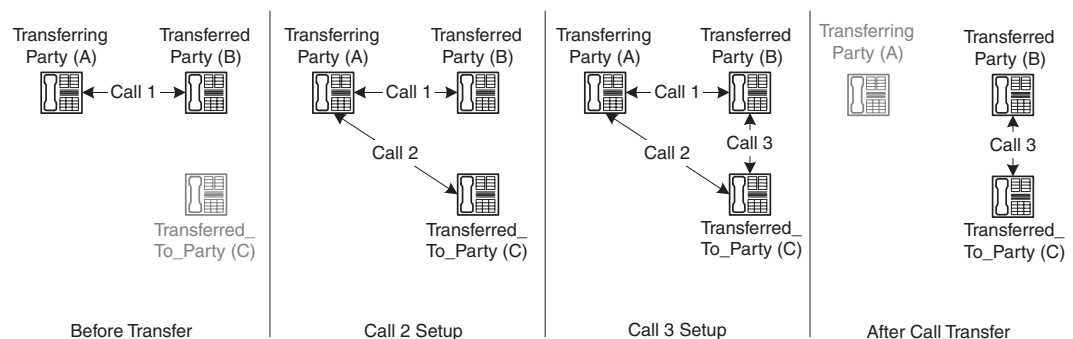 Transferring
Party (A)
Transferred
Party (B)
Call 1
Transferred_
To_Party (C)
Before Transfer
Transferring
Party (A)
Transferred
Party (B)
Call 1
Call 2
Transferred_
To_Party (C)
Call 2 Setup
Transferring
Party (A)
Transferred
Party (B)
Call 1
Call 2
Call 3
Transferred_
To_Party (C)
Call 3 Setup
Transferring
Party (A)
Transferred
Party (B)
Call 3
Transferred_
To_Party (C)
After Call Transfer